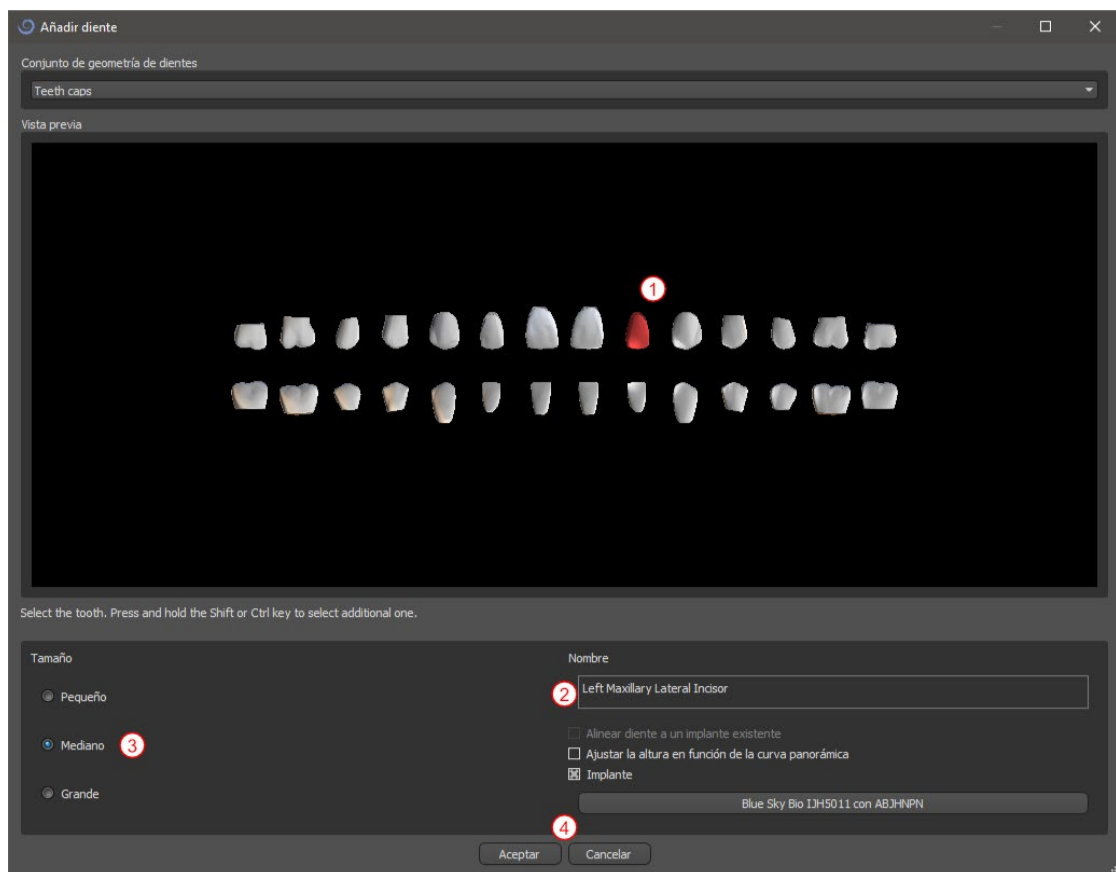 Añadir diente
Conjunto de geometría de dientes
Teeth caps
Vista previa
1
Select the tooth. Press and hold the Shift or Ctrl key to select additional one.
Tamaño
Pequeño
Mediano
3
Grande
Nombre
2
Left Maxillary Lateral Incisor
Alinear diente a un implante existente
Ajustar la altura en función de la curva panorámica
Implante
Blue Sky Bio IJH5011 con ABJHNPN
4
Aceptar
Cancelar